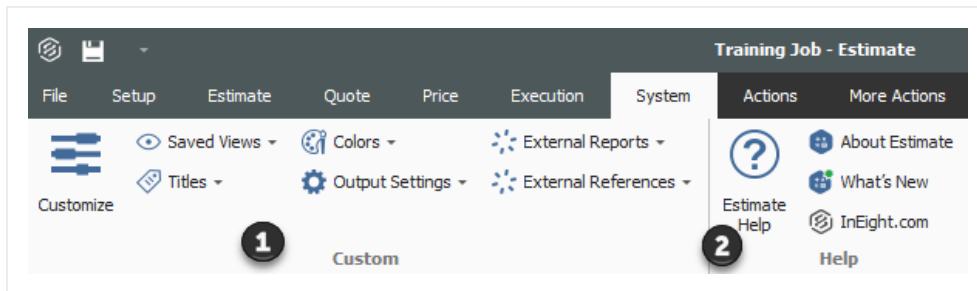 Training Job - Estimate
File Setup Estimate Quote Price Execution System Actions More Actions
Customize
Saved Views
Titles
Colors
Output Settings
External Reports
External References
1
Custom
2
Estimate
Help
About Estimate
What's New
InEight.com
Help